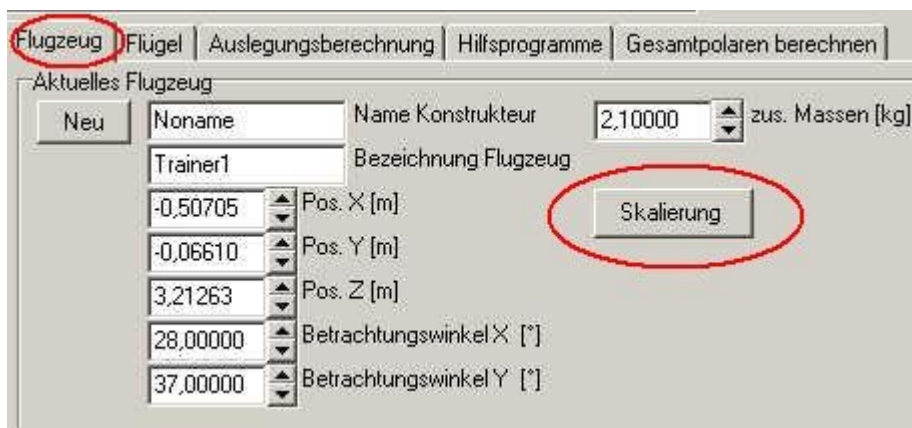 Flugzeug Flügel Auslegungsberechnung Hilfsprogramme Gesamtpolaren berechnen
Aktuelles Flugzeug
Neu Noname Name Konstrukteur 2,10000 zus. Massen [kg]
Trainer1 Bezeichnung Flugzeug
-0,50705 Pos. X [m] Skalierung
-0,06610 Pos. Y [m]
3,21263 Pos. Z [m]
28,00000 Betrachtungswinkel X [°]
37,00000 Betrachtungswinkel Y [°]